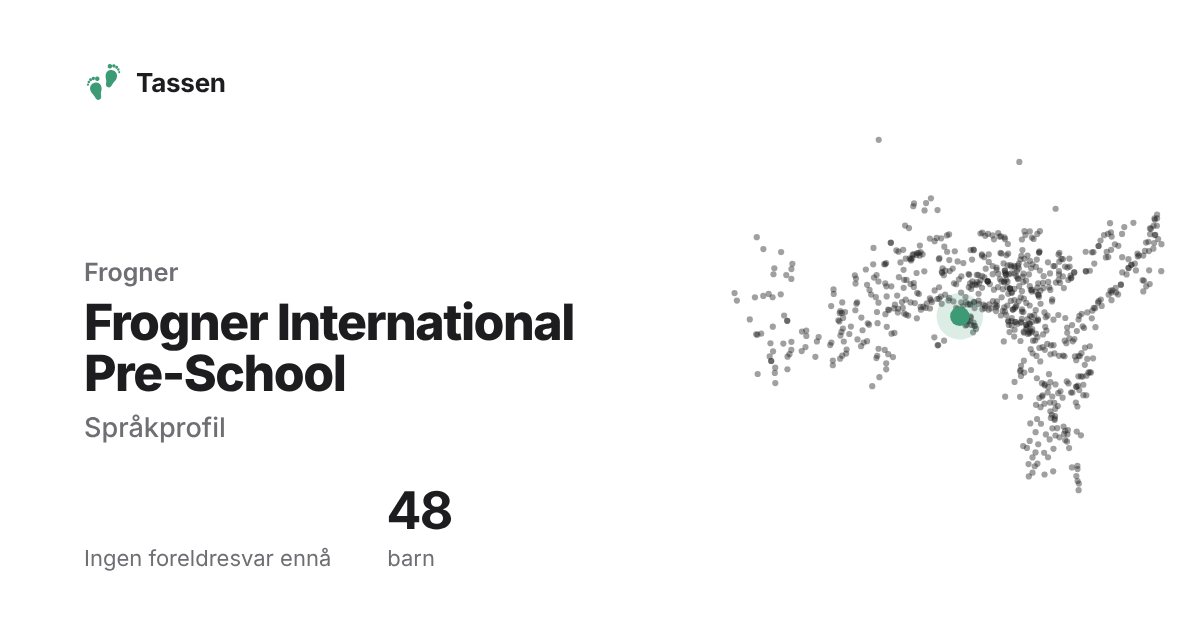 Tassen
Frogner
Frogner International
Pre-School
Språkprofil
48
Ingen foreldresvar ennå
barn